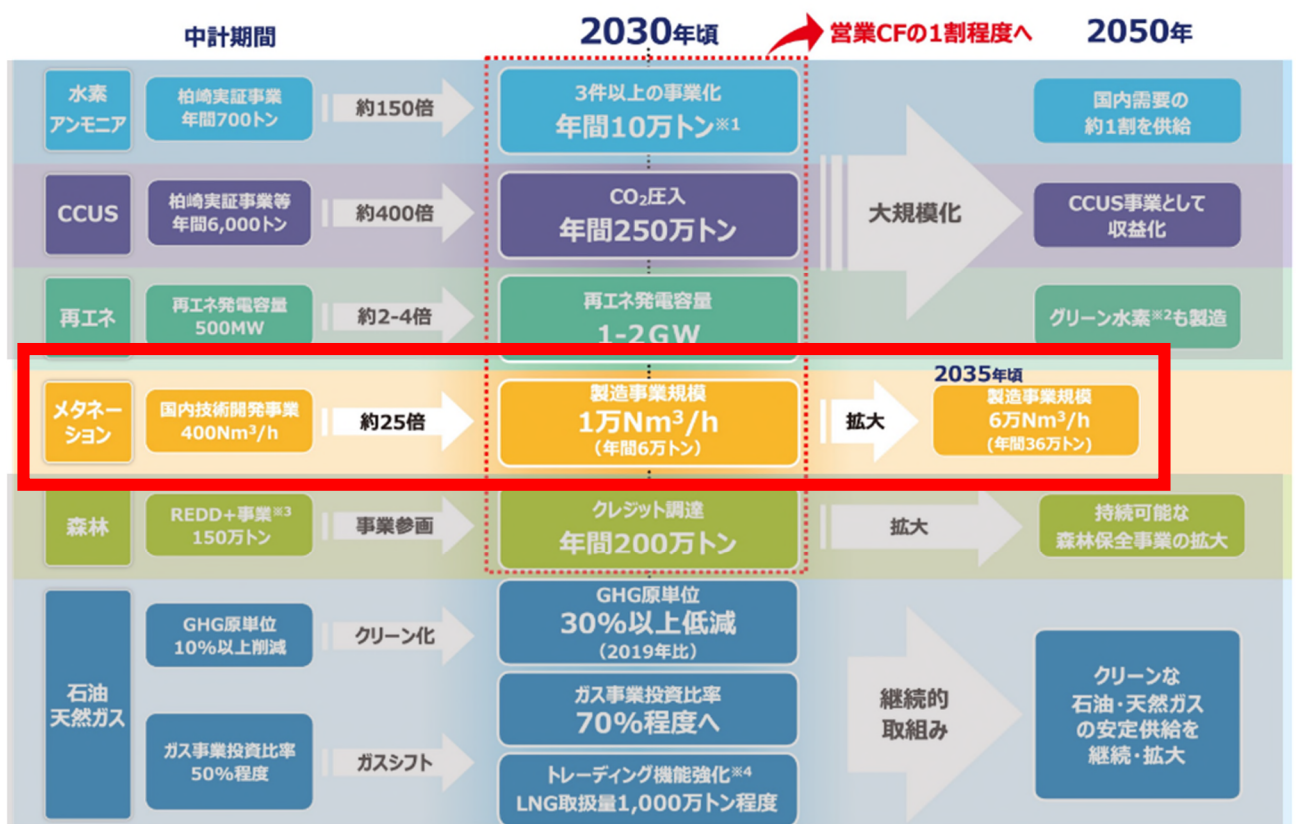 中計期間
2030年頃
営業CFの1割程度へ
2050年
水素
アンモニア
柏崎実証事業
年間700トン
約150倍
3件以上の事業化
年間10万トン※1
国内需要の
約1割を供給
CCUS
柏崎実証事業等
年間6,000トン
約400倍
CO₂圧入
年間250万トン
大規模化
CCUS事業として
収益化
再エネ
再エネ発電容量
500MW
約2-4倍
再エネ発電容量
1-2GW
グリーン水素※2も製造
メタネー
ション
国内技術開発事業
400Nm³/h
約25倍
製造事業規模
1万Nm³/h
(年間6万トン)
拡大
2035年頃
製造事業規模
6万Nm³/h
(年間36万トン)
森林
REDD+事業※3
150万トン
事業参画
クレジット調達
年間200万トン
拡大
持続可能な
森林保全事業の拡大
石油
天然ガス
GHG原単位
10%以上削減
クリーン化
GHG原単位
30%以上低減
(2019年比)
ガス事業投資比率
50%程度
ガスシフト
ガス事業投資比率
70%程度へ
トレーディング機能強化※4
LNG取扱量1,000万トン程度
継続的
取組み
クリーンな
石油・天然ガス
の安定供給を
継続・拡大